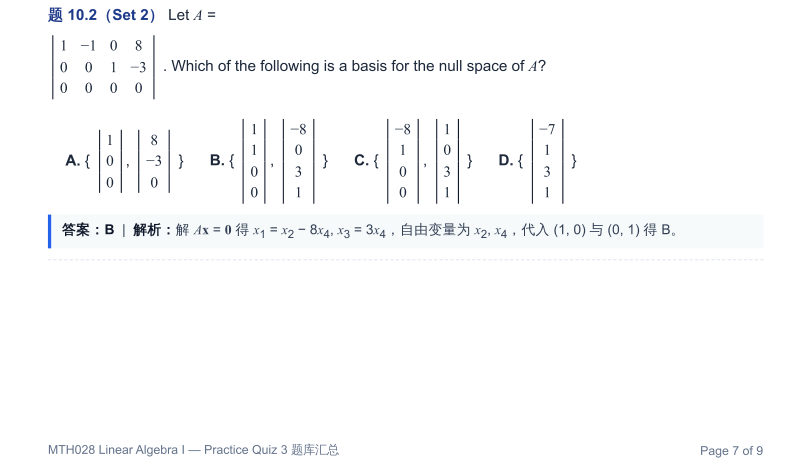 题 10.2（Set 2） Let A =
1 −1 0 8
0 0 1 −3
0 0 0 0
. Which of the following is a basis for the null space of A?
A. { | 1 0 0 | , | 8 −3 0 | } B. { | 1 1 0 0 | , | −8 0 3 1 | } C. { | −8 1 0 0 | , | 1 0 3 1 | } D. { | −7 1 3 1 | }
答案：B | 解析：解 Ax = 0 得 x1 = x2 − 8x4, x3 = 3x4，自由变量为 x2, x4，代入 (1, 0) 与 (0, 1) 得 B。
MTH028 Linear Algebra I — Practice Quiz 3 题库汇总
Page 7 of 9